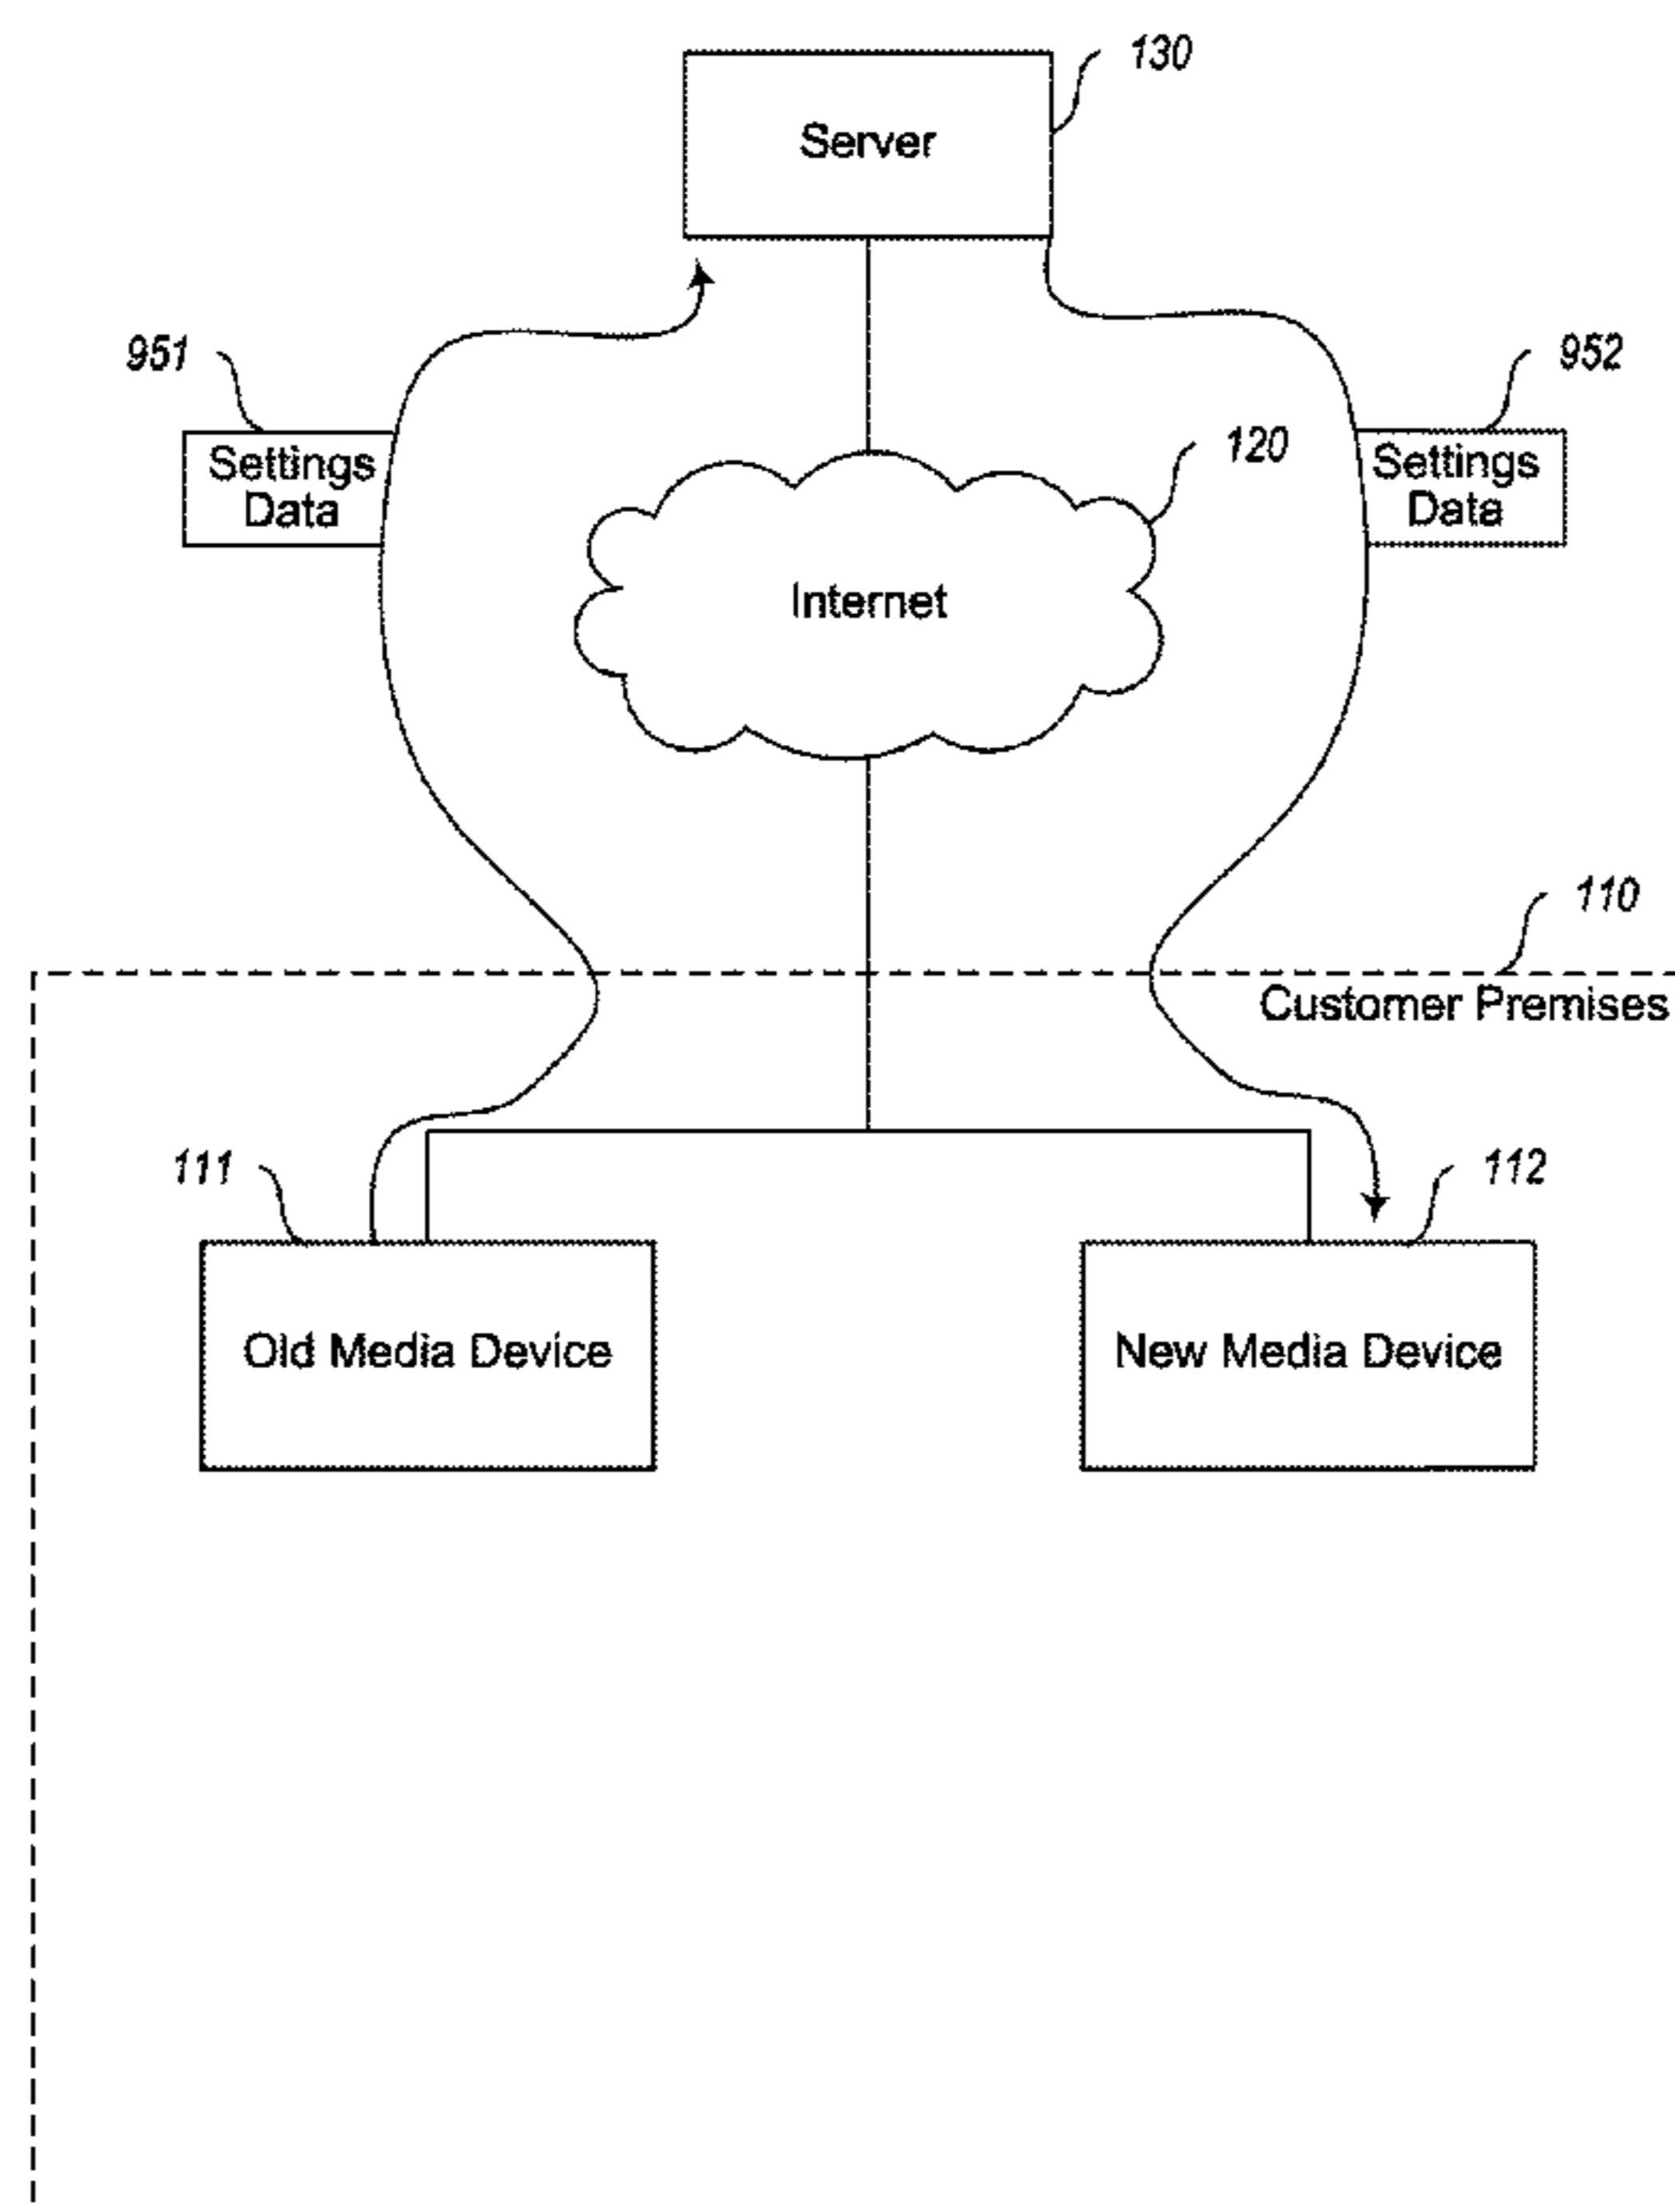 130
Server
951
952
Settings
Data
120
Settings
Data
Internet
110
Customer Premises
111
112
Old Media Device
New Media Device